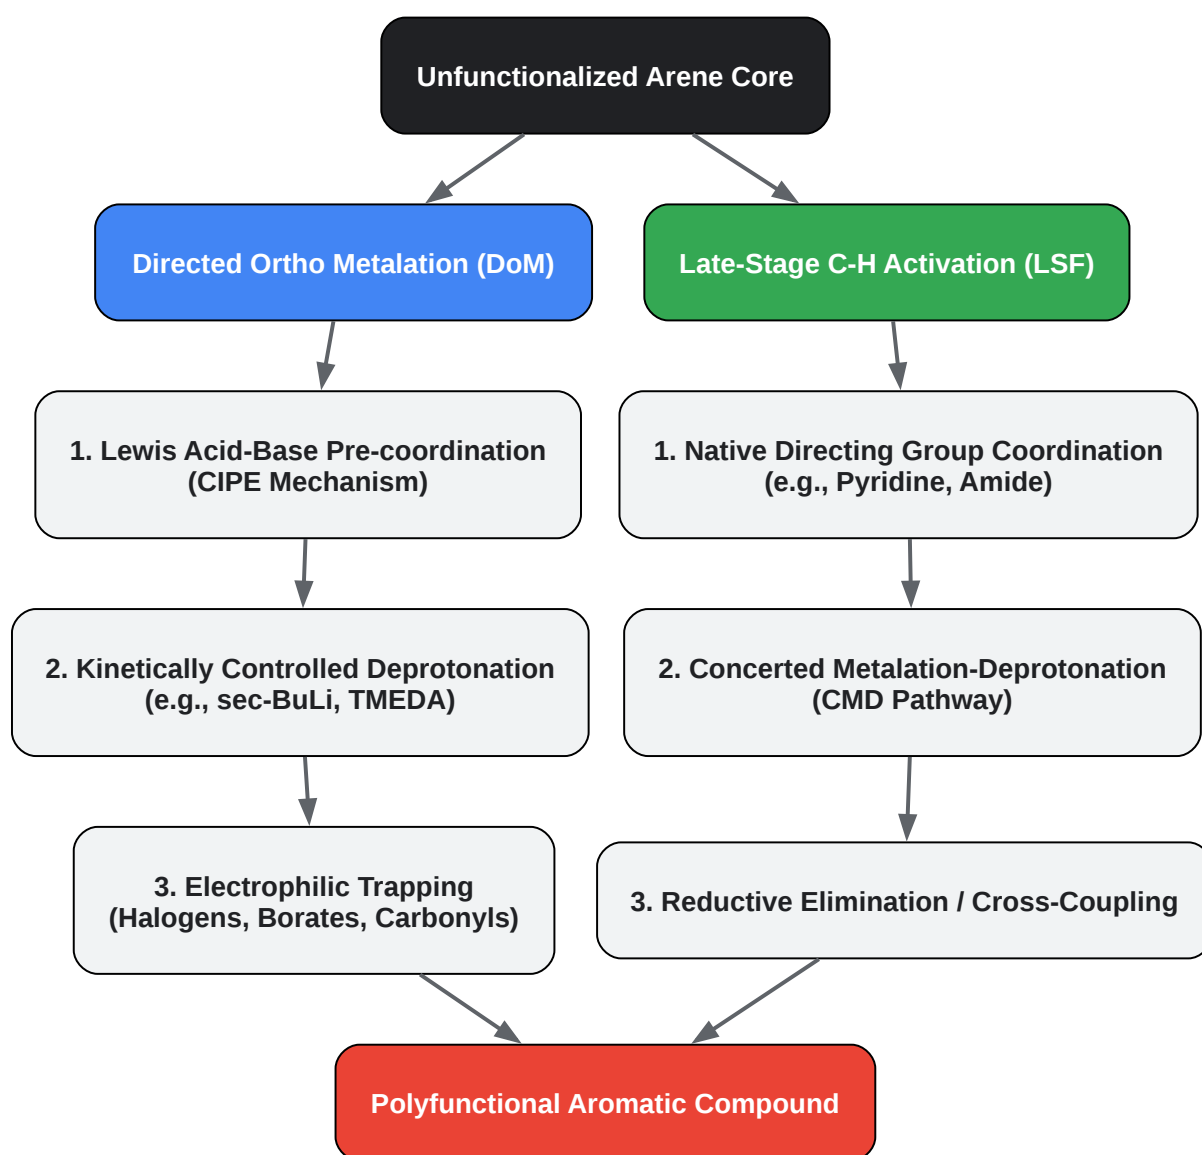 Unfunctionalized Arene Core
Directed Ortho Metalation (DoM)
Late-Stage C-H Activation (LSF)
1. Lewis Acid-Base Pre-coordination
(CIPE Mechanism)
1. Native Directing Group Coordination
(e.g., Pyridine, Amide)
2. Kinetically Controlled Deprotonation
(e.g., sec-BuLi, TMEDA)
2. Concerted Metalation-Deprotonation
(CMD Pathway)
3. Electrophilic Trapping
(Halogens, Borates, Carbonyls)
3. Reductive Elimination / Cross-Coupling
Polyfunctional Aromatic Compound